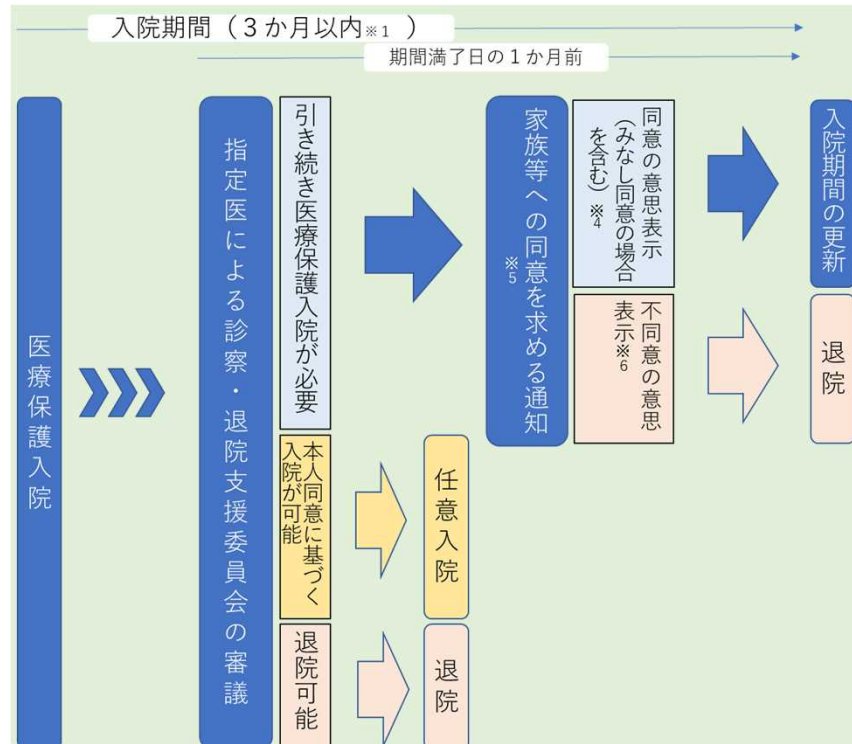 入院期間（３か月以内※1）
期間満了日の１か月前
医療保護入院
指定医による診察・退院支援委員会の審議
引き続き医療保護入院が必要
本人同意に基づく
入院が可能
退院可能
任意入院
退院
家族等への同意を求める通知
※5
同意の意思表示
（みなし同意の場合
を含む）※4
不同意の意思
表示※6
入院期間の更新
退院